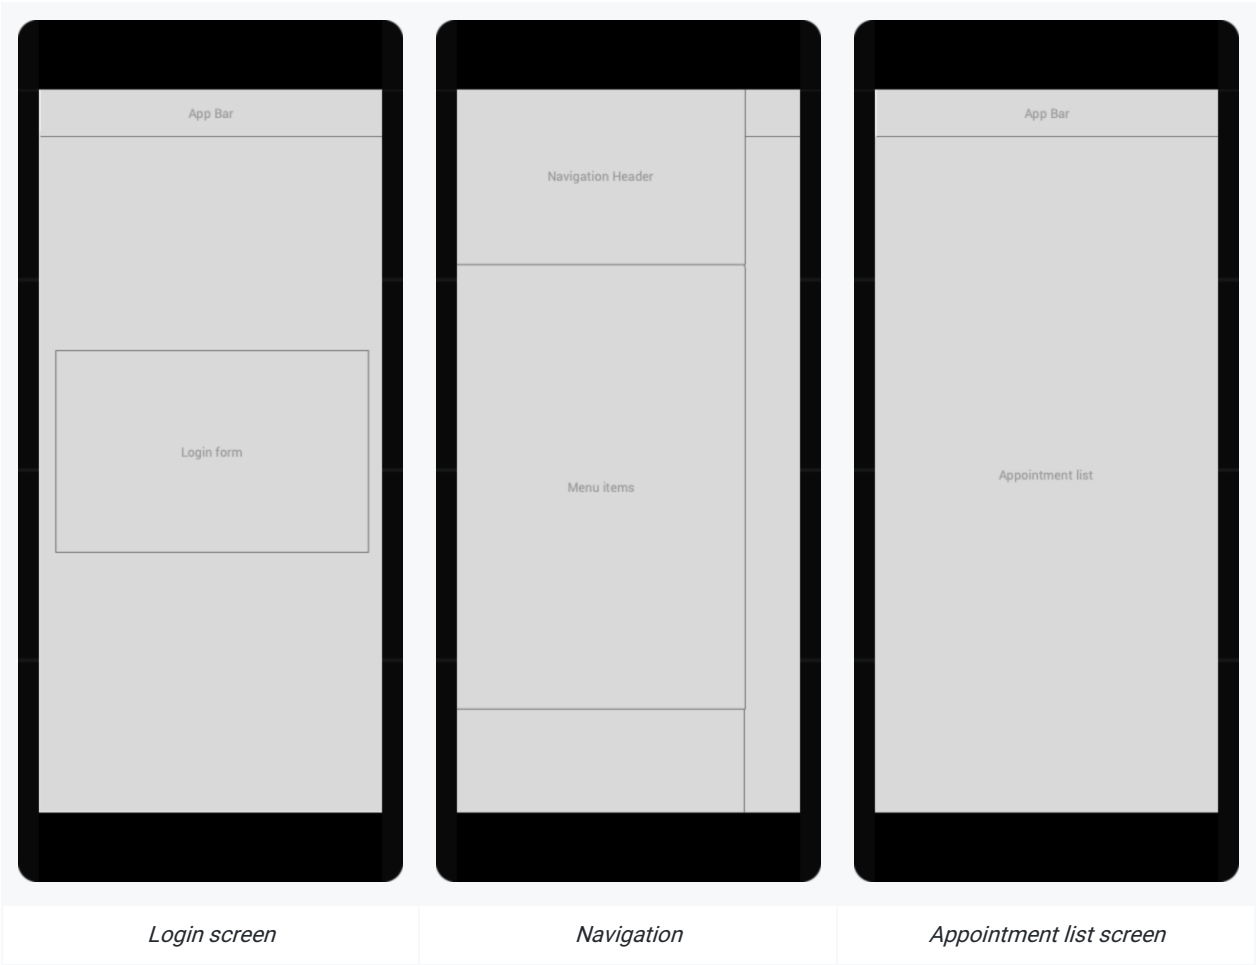 App Bar
Login form
Navigation Header
Menu items
App Bar
Appointment list
Login screen
Navigation
Appointment list screen